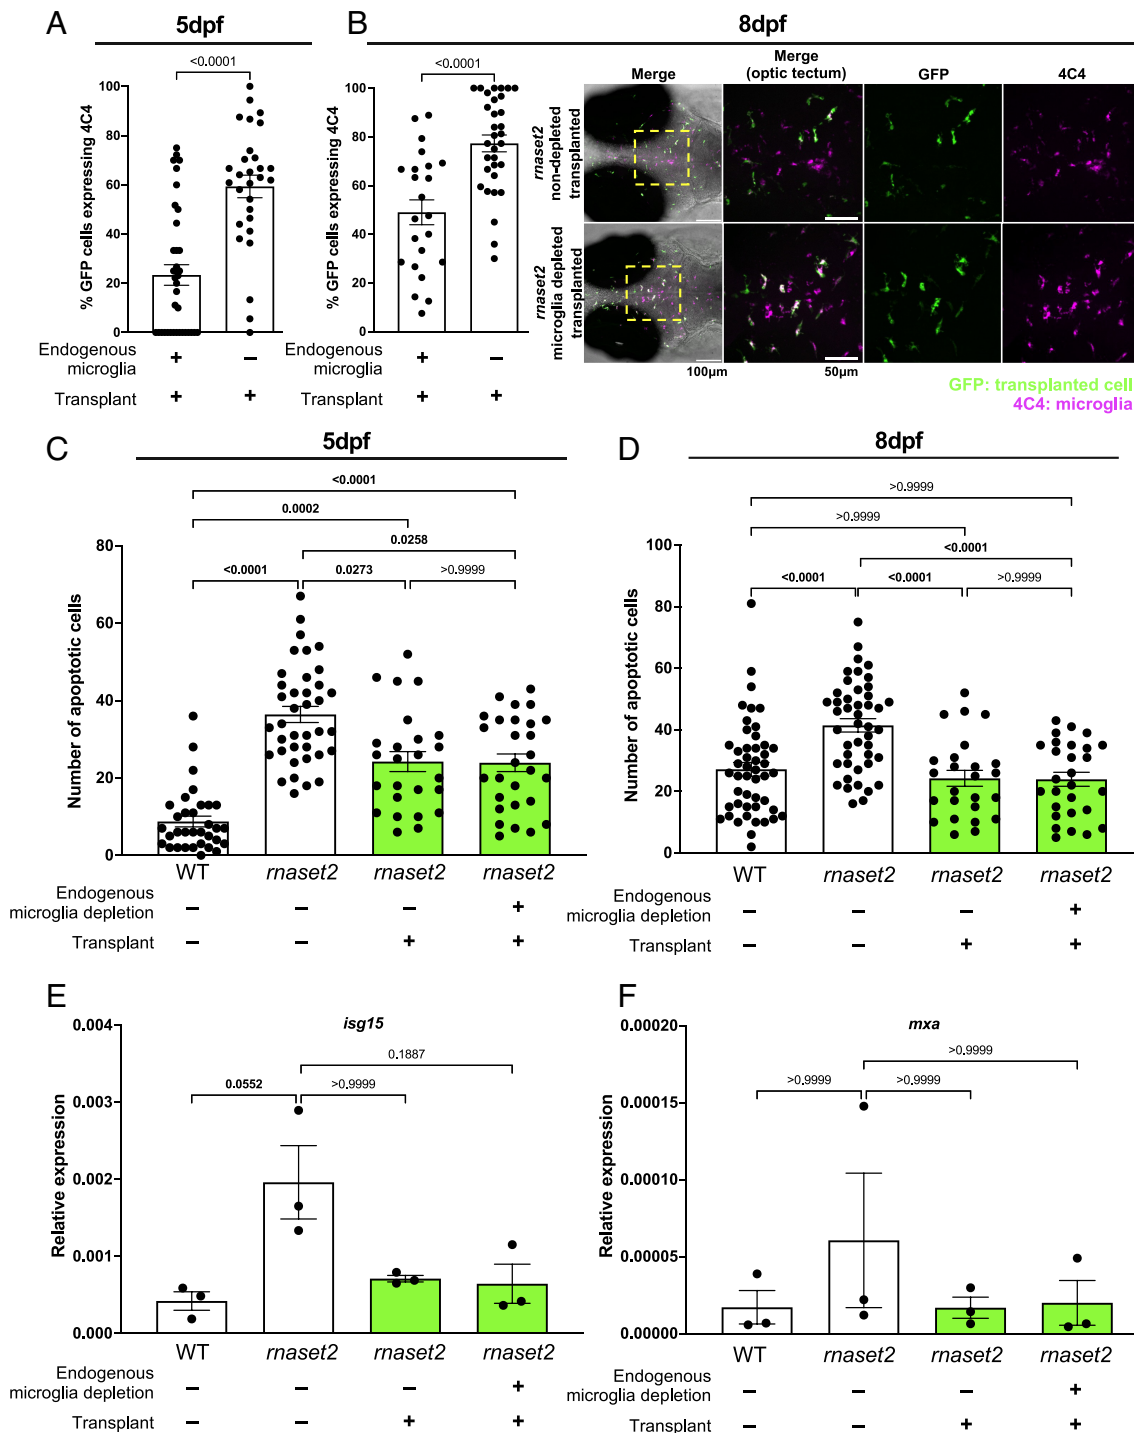 A
5dpf
<0.0001
% GFP cells expressing 4C4
100
80
60
40
20
0
Endogenous
microglia
+
–
Transplant
+
+
B
8dpf
<0.0001
% GFP cells expressing 4C4
100
80
60
40
20
0
Endogenous
microglia
+
–
Transplant
+
+
Merge
Merge
(optic tectum)
GFP
4C4
rnaset2
non-depleted
transplanted
rnaset2
microglia depleted
transplanted
100µm
50µm
GFP: transplanted cell
4C4: microglia
C
5dpf
<0.0001
0.0002
0.0258
<0.0001
0.0273
>0.9999
Number of apoptotic cells
80
60
40
20
0
WT
rnaset2
rnaset2
rnaset2
Endogenous
microglia depletion
–
–
–
+
Transplant
–
–
+
+
D
8dpf
>0.9999
>0.9999
<0.0001
<0.0001
<0.0001
>0.9999
Number of apoptotic cells
100
80
60
40
20
0
WT
rnaset2
rnaset2
rnaset2
Endogenous
microglia depletion
–
–
–
+
Transplant
–
–
+
+
E
isg15
0.1887
0.0552
>0.9999
Relative expression
0.004
0.003
0.002
0.001
0.000
WT
rnaset2
rnaset2
rnaset2
Endogenous
microglia depletion
–
–
–
+
Transplant
–
–
+
+
F
mxa
>0.9999
>0.9999
>0.9999
Relative expression
0.00020
0.00015
0.00010
0.00005
0.00000
WT
rnaset2
rnaset2
rnaset2
Endogenous
microglia depletion
–
–
–
+
Transplant
–
–
+
+